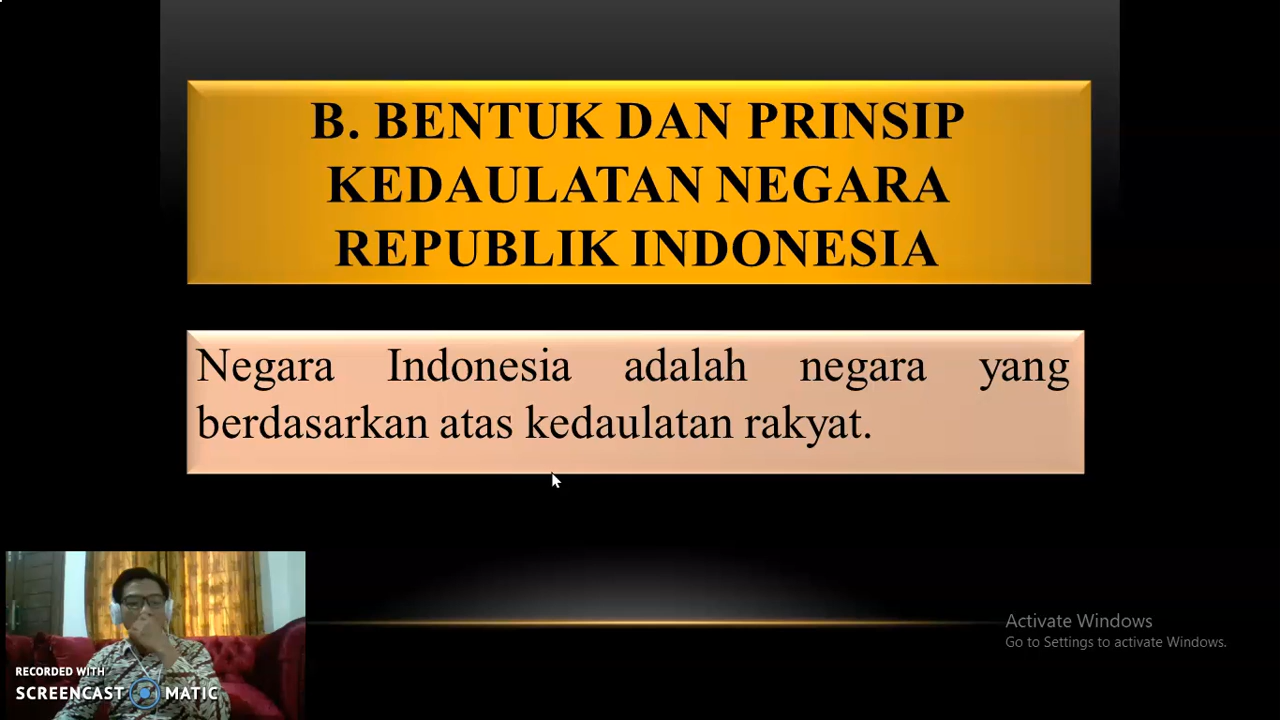 B. BENTUK DAN PRINSIP
KEDAULATAN NEGARA
REPUBLIK INDONESIA
Negara Indonesia adalah negara yang
berdasarkan atas kedaulatan rakyat.
Activate Windows
Go to Settings to activate Windows.
RECORDED WITH
SCREENCAST MATIC